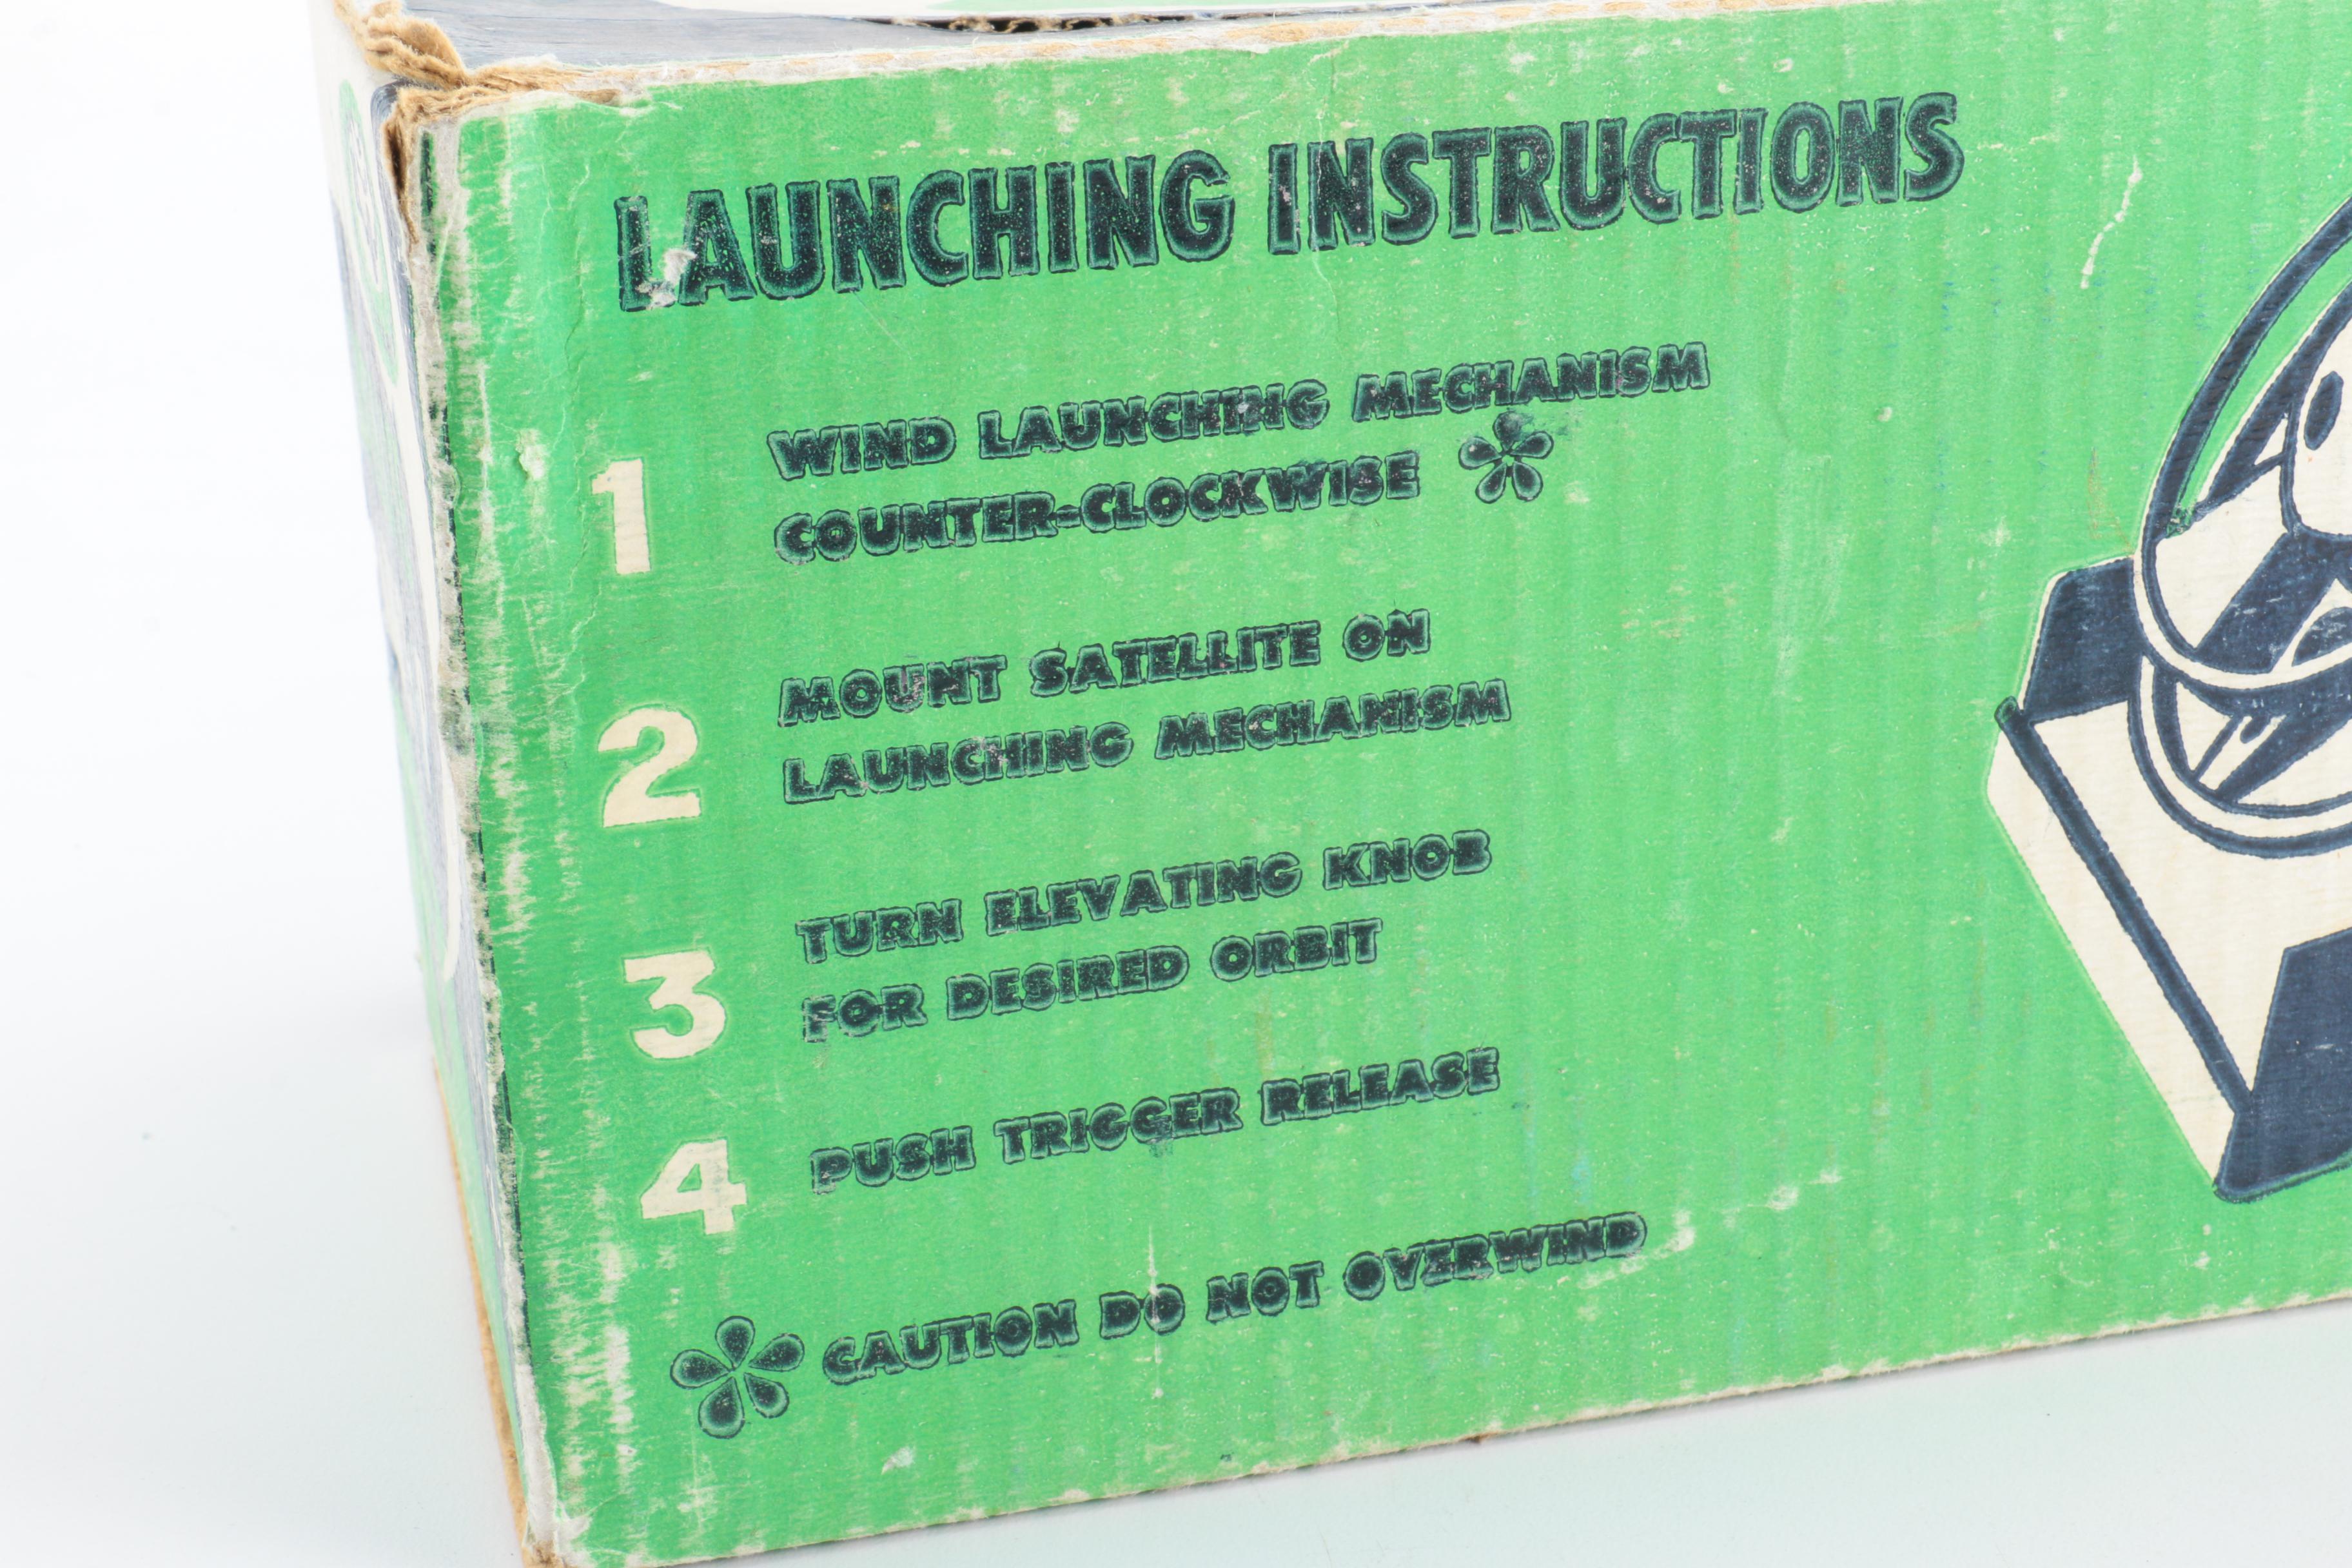 LAUNCHING INSTRUCTIONS
1 WIND LAUNCHING MECHANISM
COUNTER-CLOCKWISE *
2 MOUNT SATELLITE ON
LAUNCHING MECHANISM
3 TURN ELEVATING KNOB
FOR DESIRED ORBIT
4 PUSH TRIGGER RELEASE
* CAUTION DO NOT OVERWIND